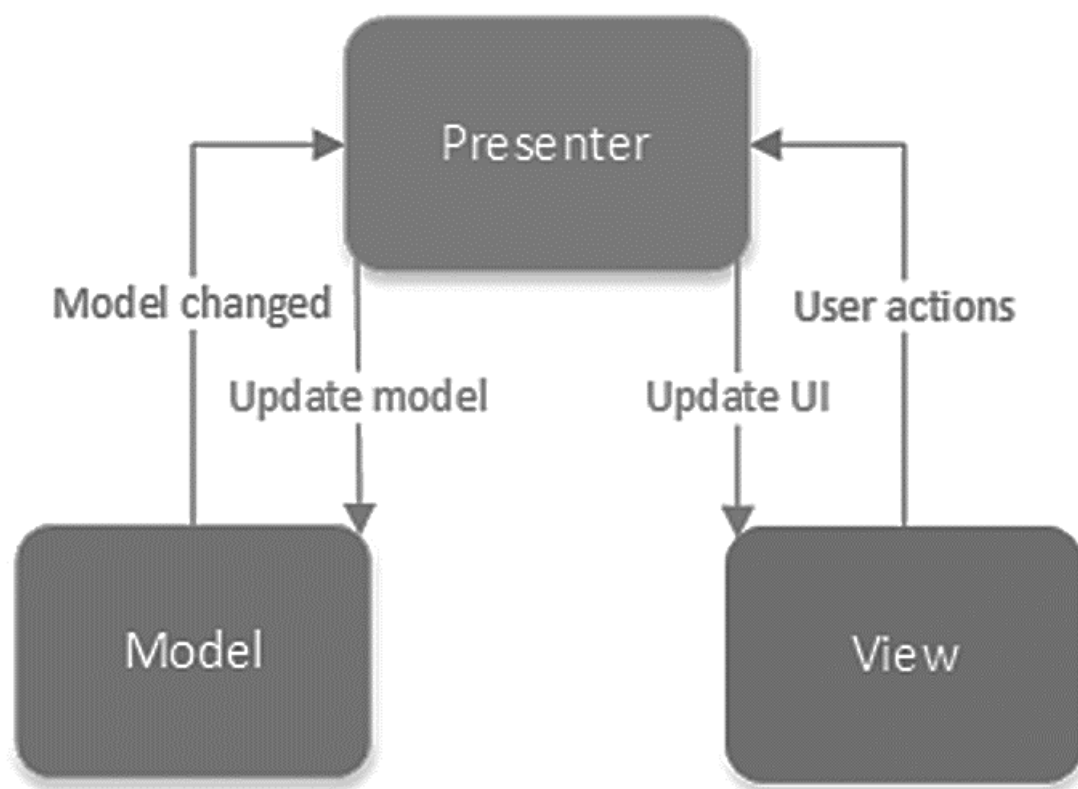 Presenter
Model changed
User actions
Update model
Update UI
Model
View